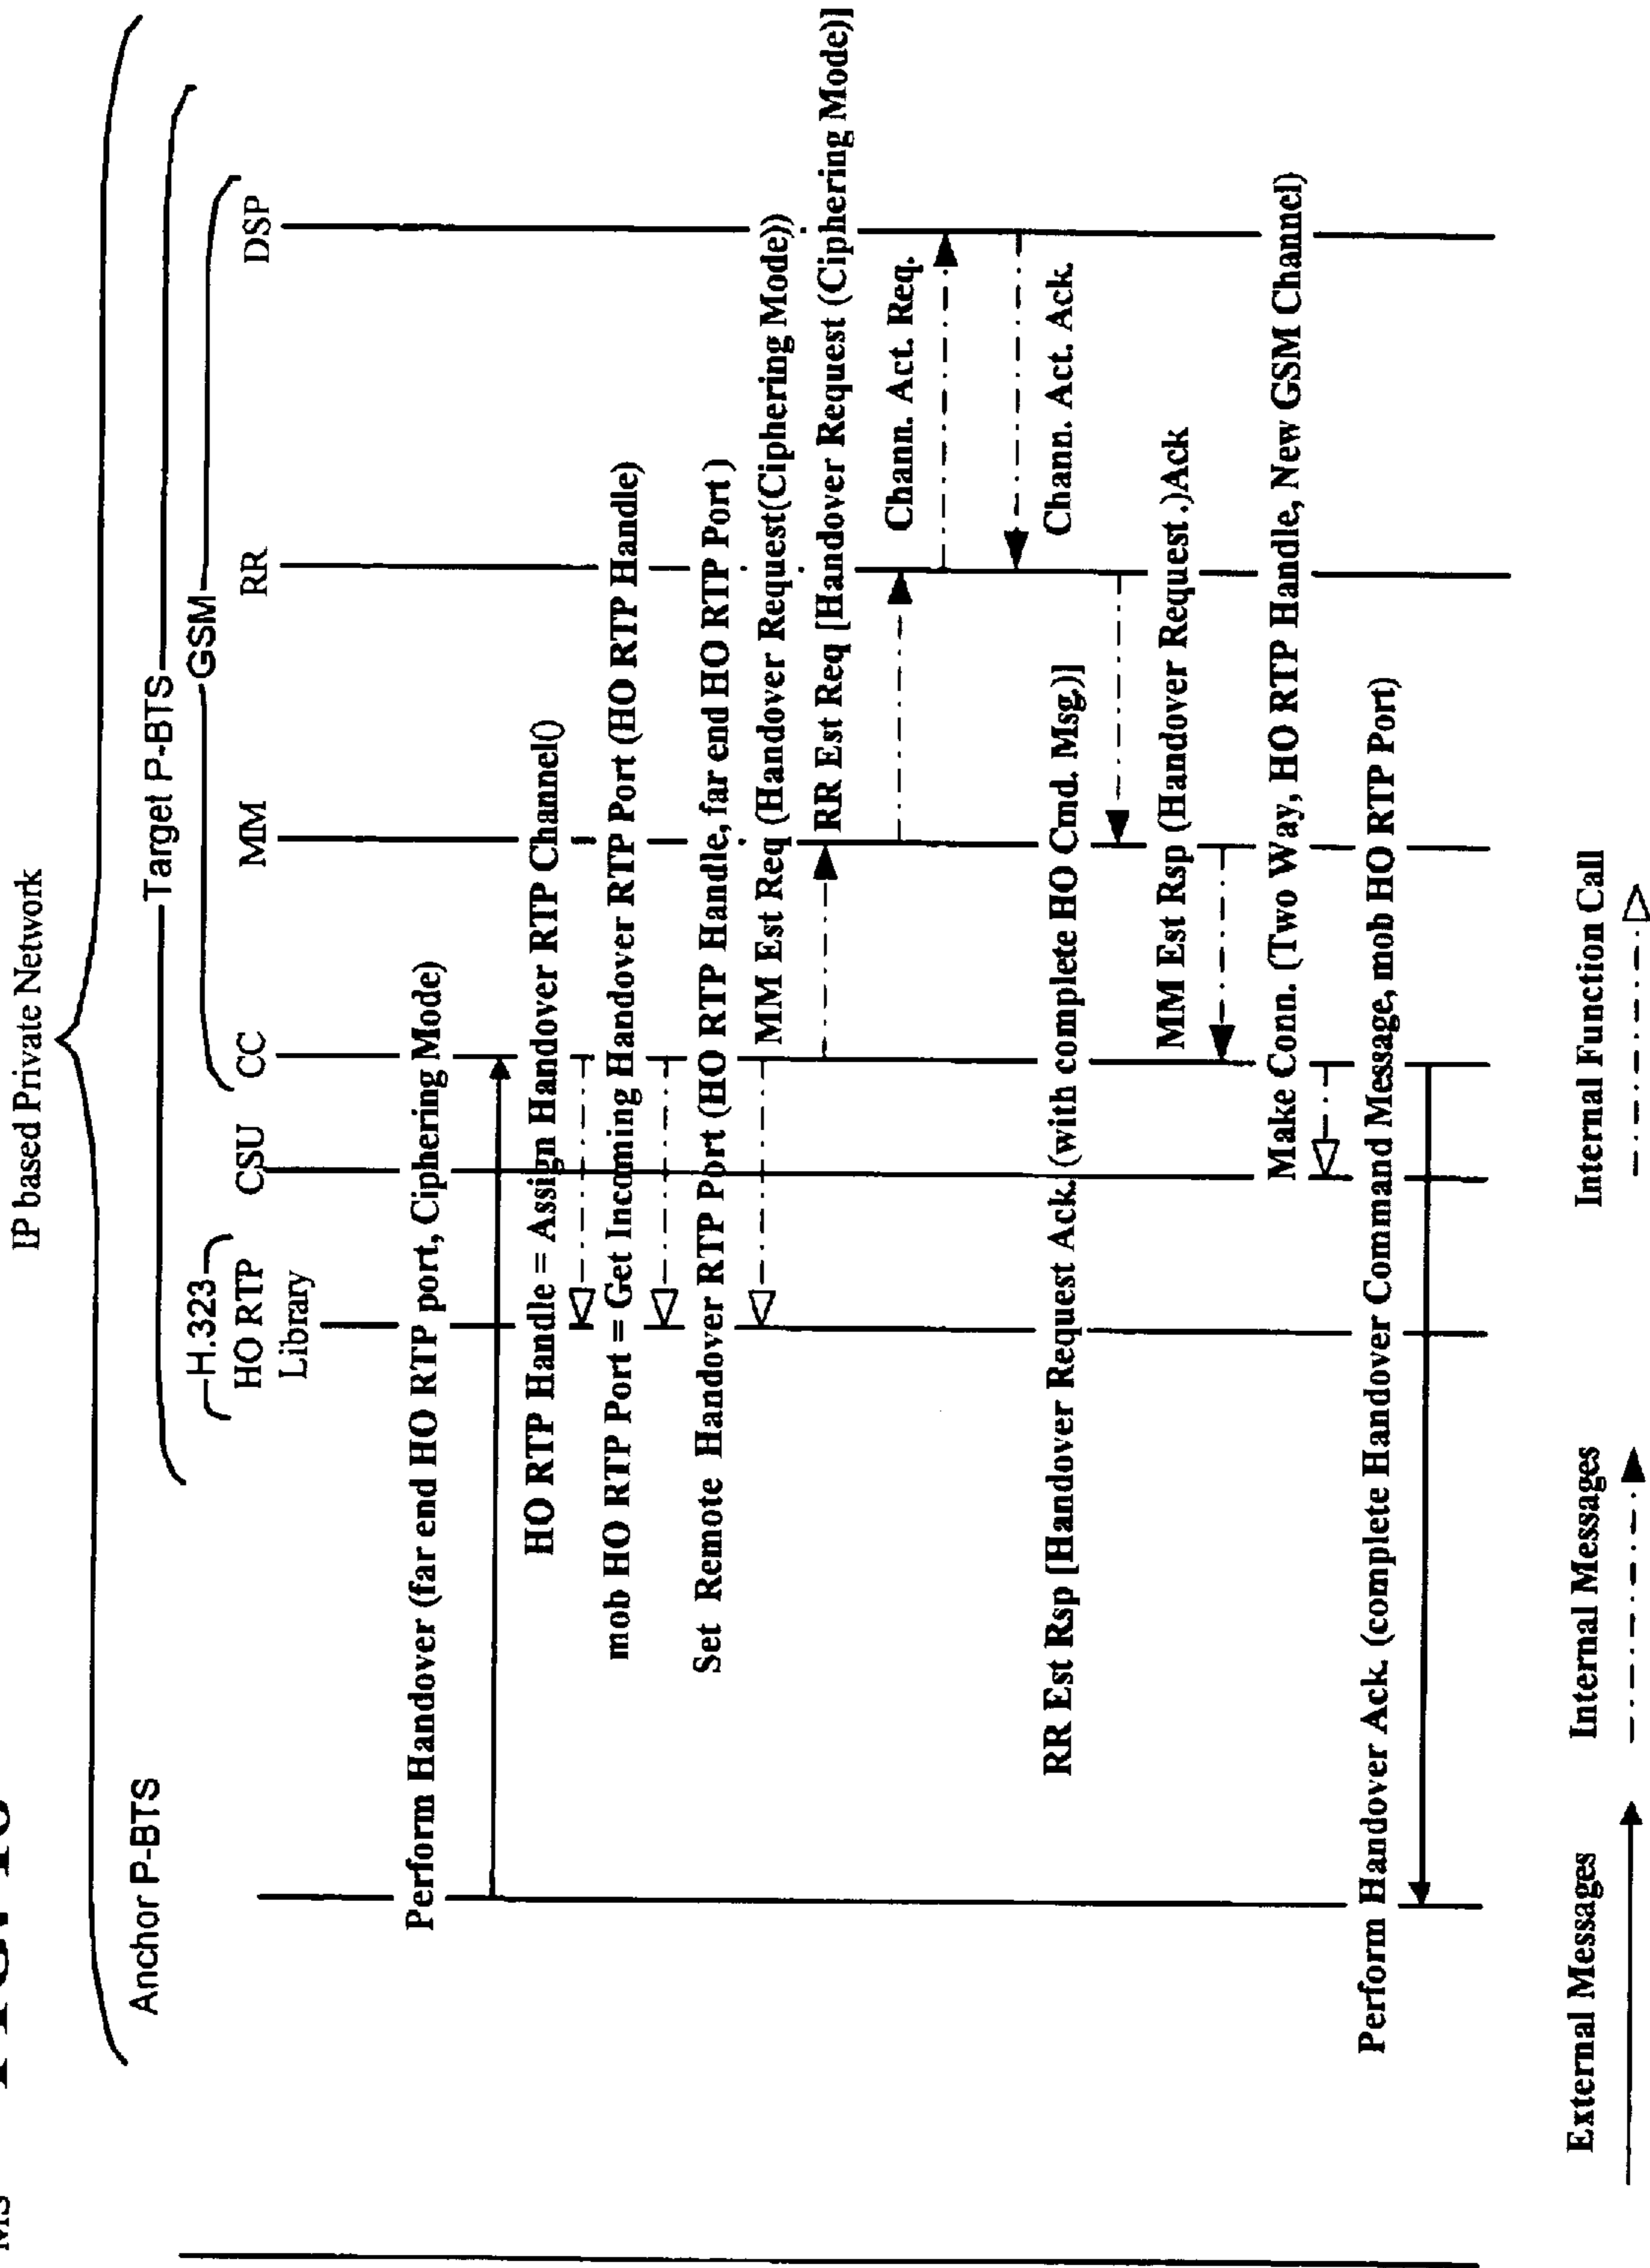 MS
IP based Private Network
Anchor P-BTS
Target P-BTS
H.323
GSM
HO RTP
Library
CSU
CC
MM
RR
DSP
Perform Handover (far end HO RTP port, Ciphering Mode)
HO RTP Handle = Assign Handover RTP Channel()
mob HO RTP Port = Get Incoming Handover RTP Port (HO RTP Handle)
Set Remote Handover RTP Port (HO RTP Handle, far end HO RTP Port )
MM Est Req (Handover Request(Ciphering Mode))
RR Est Req [Handover Request (Ciphering Mode)]
Chann. Act. Req.
Chann. Act. Ack.
RR Est Rsp [Handover Request Ack. (with complete HO Cmd. Msg.)]
MM Est Rsp (Handover Request .)Ack
Make Conn. (Two Way, HO RTP Handle, New GSM Channel)
Perform Handover Ack. (complete Handover Command Message, mob HO RTP Port)
External Messages
Internal Messages
Internal Function Call